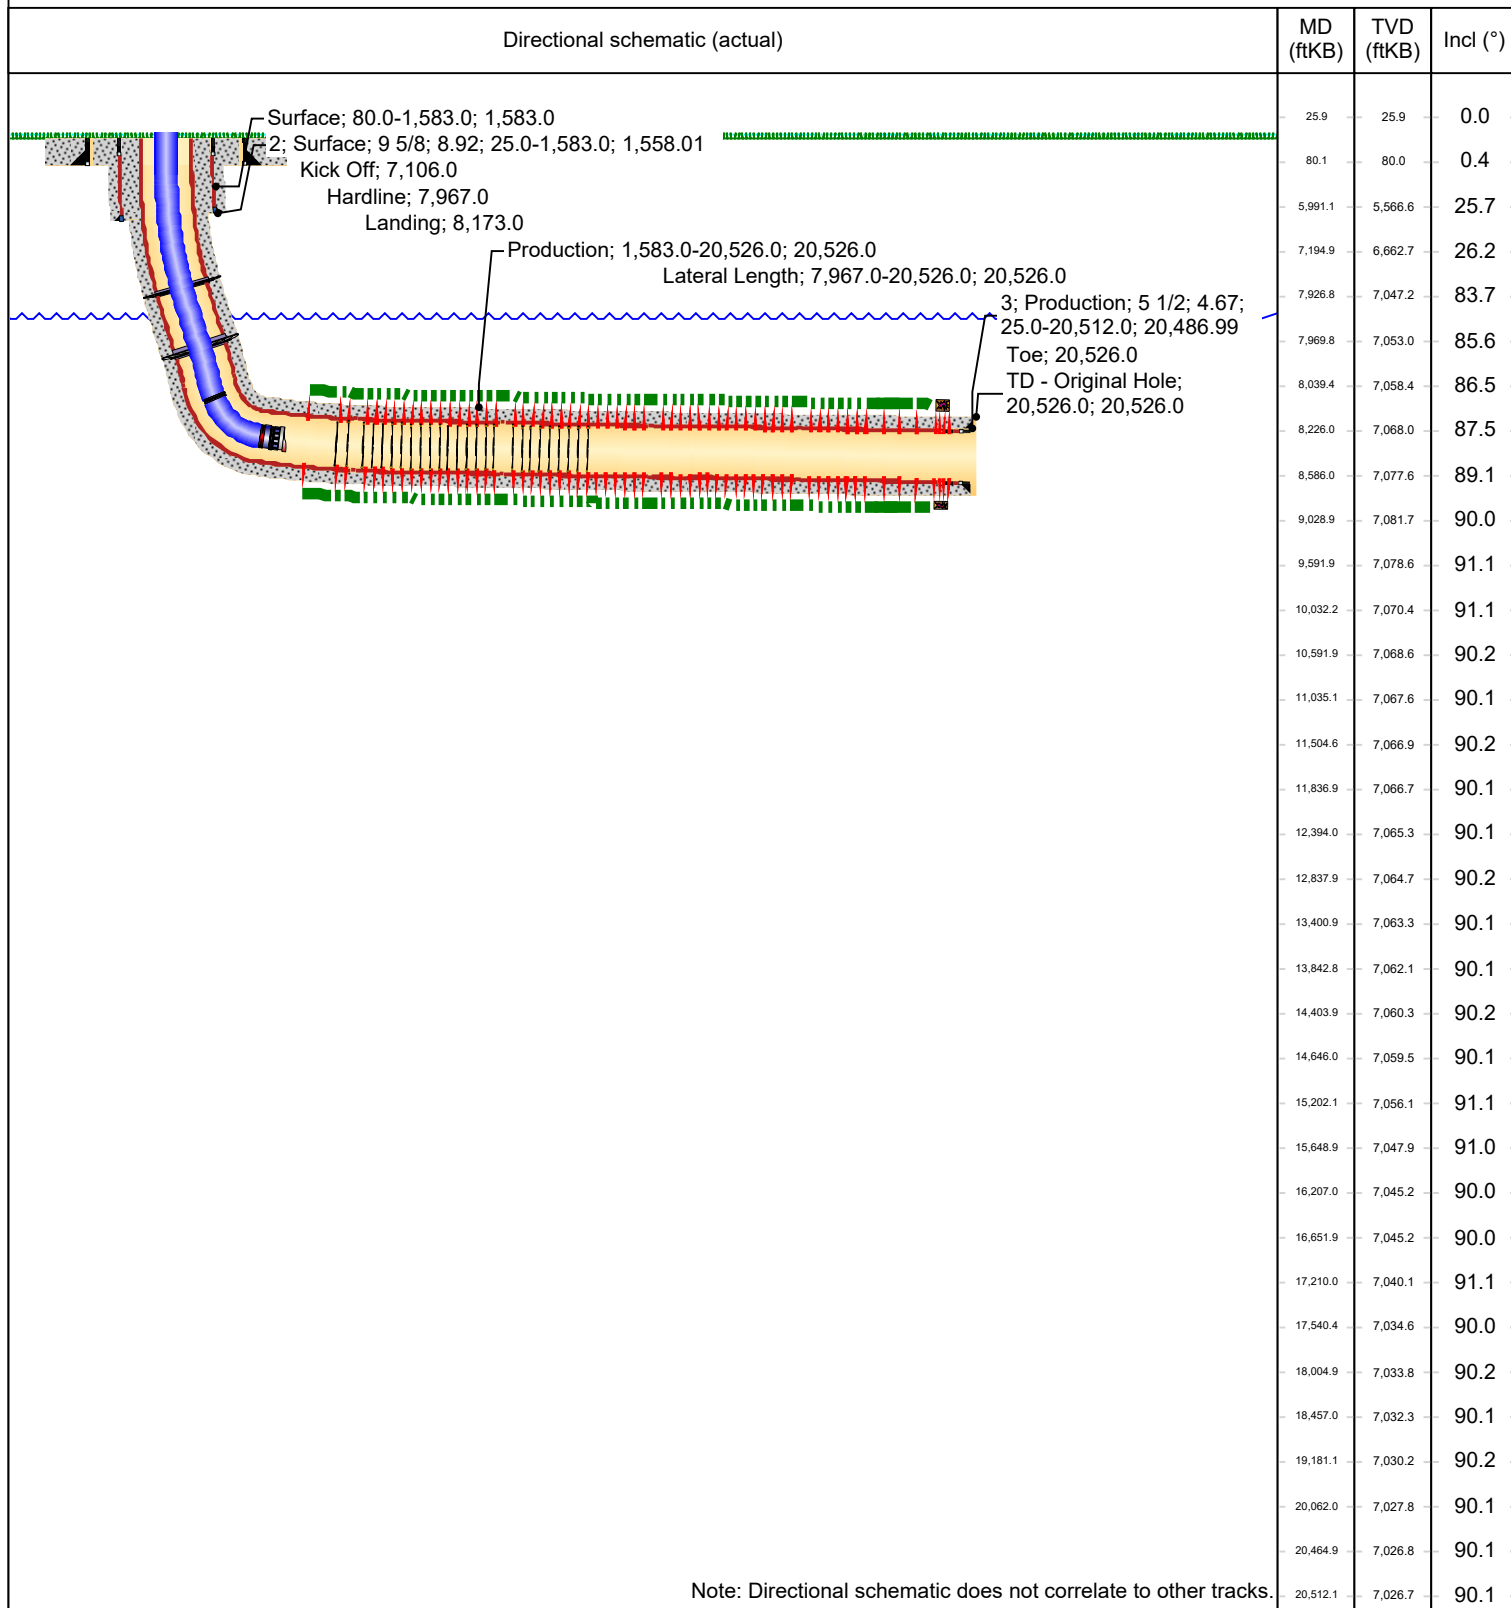 Directional schematic (actual)
MD (ftKB)
TVD (ftKB)
Incl (°)
Surface; 80.0-1,583.0; 1,583.0
2; Surface; 9 5/8; 8.92; 25.0-1,583.0; 1,558.01
Kick Off; 7,106.0
Hardline; 7,967.0
Landing; 8,173.0
Production; 1,583.0-20,526.0; 20,526.0
Lateral Length; 7,967.0-20,526.0; 20,526.0
3; Production; 5 1/2; 4.67;
25.0-20,512.0; 20,486.99
Toe; 20,526.0
TD - Original Hole;
20,526.0; 20,526.0
25.9 25.9 0.0
80.1 80.0 0.4
5,991.1 5,566.6 25.7
7,194.9 6,662.7 26.2
7,926.8 7,047.2 83.7
7,969.8 7,053.0 85.6
8,039.4 7,058.4 86.5
8,226.0 7,068.0 87.5
8,586.0 7,077.6 89.1
9,028.9 7,081.7 90.0
9,591.9 7,078.6 91.1
10,032.2 7,070.4 91.1
10,591.9 7,068.6 90.2
11,035.1 7,067.6 90.1
11,504.6 7,066.9 90.2
11,836.9 7,066.7 90.1
12,394.0 7,065.3 90.1
12,837.9 7,064.7 90.2
13,400.9 7,063.3 90.1
13,842.8 7,062.1 90.1
14,403.9 7,060.3 90.2
14,646.0 7,059.5 90.1
15,202.1 7,056.1 91.1
15,648.9 7,047.9 91.0
16,207.0 7,045.2 90.0
16,651.9 7,045.2 90.0
17,210.0 7,040.1 91.1
17,540.4 7,034.6 90.0
18,004.9 7,033.8 90.2
18,457.0 7,032.3 90.1
19,181.1 7,030.2 90.2
20,062.0 7,027.8 90.1
20,464.9 7,026.8 90.1
20,512.1 7,026.7 90.1
Note: Directional schematic does not correlate to other tracks.